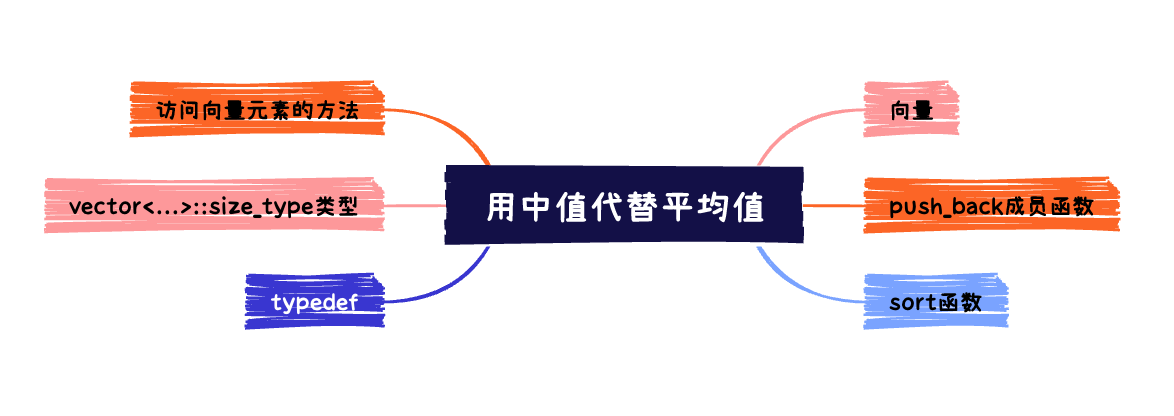 用中值代替平均值
向量
push_back成员函数
sort函数
访问向量元素的方法
vector<...>::size_type类型
typedef